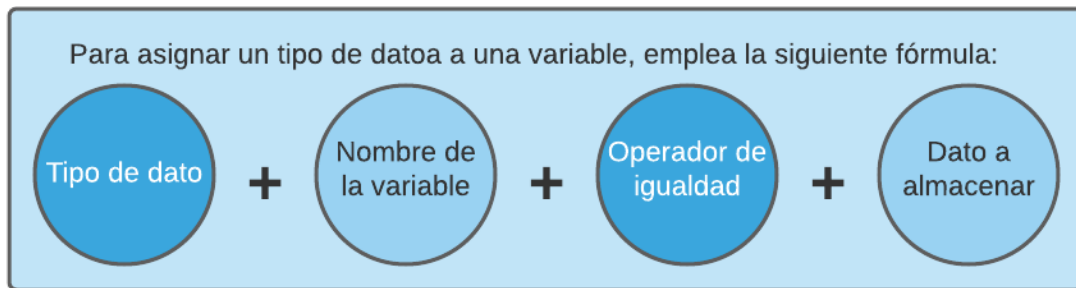 Para asignar un tipo de datoa a una variable, emplea la siguiente fórmula:
Tipo de dato
+
Nombre de
la variable
+
Operador de
igualdad
+
Dato a
almacenar